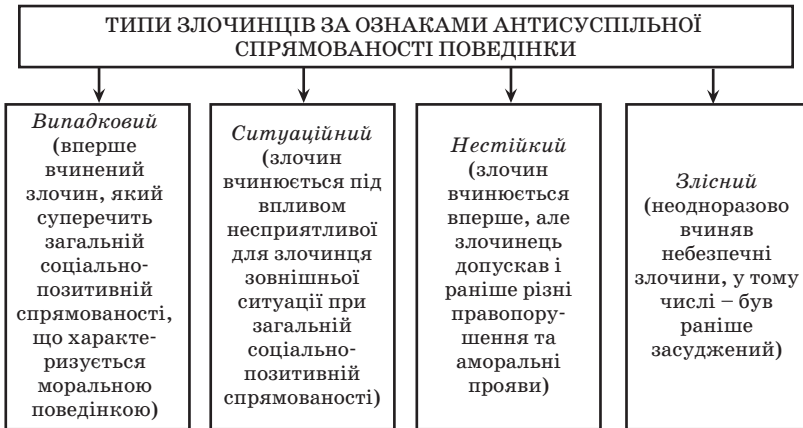 ТИПИ ЗЛОЧИНЦІВ ЗА ОЗНАКАМИ АНТИСУСПІЛЬНОЇ
СПРЯМОВАНОСТІ ПОВЕДІНКИ
Випадковий
(вперше
вчинений
злочин, який
суперечить
загальній
соціально-
позитивній
спрямованості,
що характе-
ризується
моральною
поведінкою)
Ситуаційний
(злочин
вчинюється під
впливом
несприятливої
для злочинця
зовнішньої
ситуації при
загальній
соціально-
позитивній
спрямованості)
Нестійкий
(злочин
вчинюється
вперше, але
злочинець
допускав і
раніше різні
правопору-
шення та
аморальні
прояви)
Злісний
(неодноразово
вчиняв
небезпечні
злочини, у тому
числі – був
раніше
засуджений)